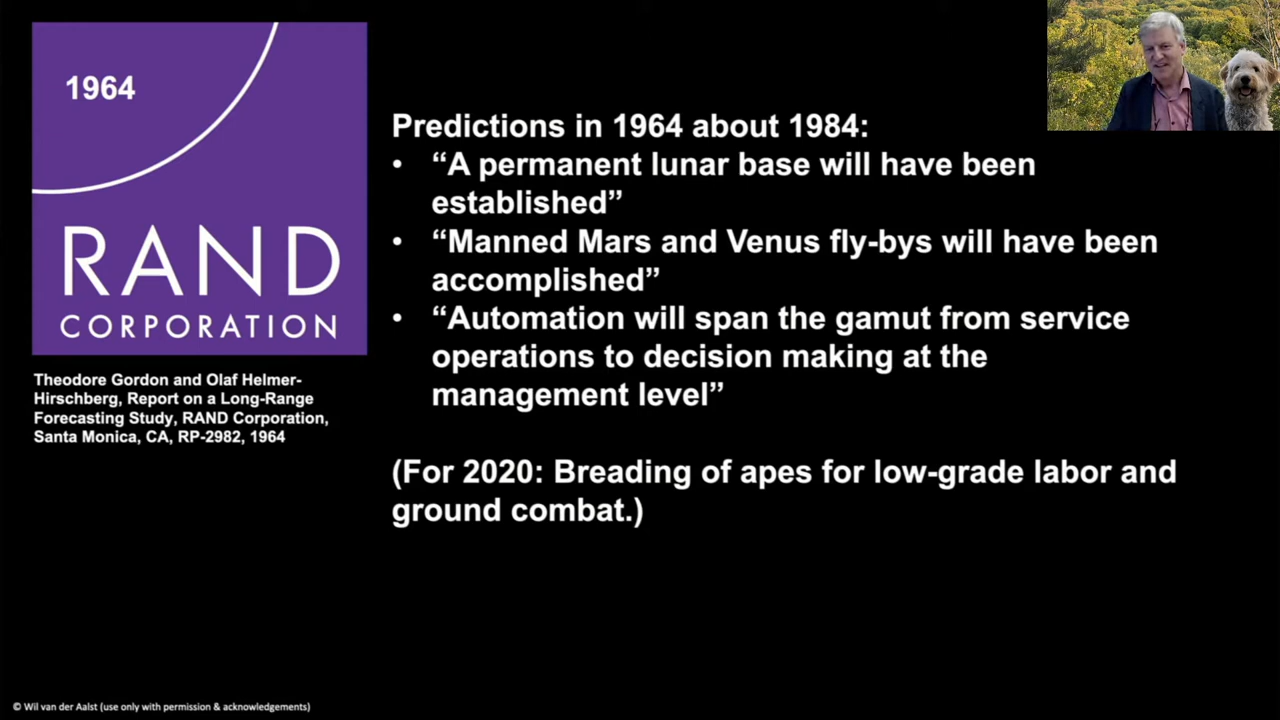 1964
RAND
CORPORATION
Theodore Gordon and Olaf Helmer-
Hirschberg, Report on a Long-Range
Forecasting Study, RAND Corporation,
Santa Monica, CA, RP-2982, 1964
Predictions in 1964 about 1984:
• “A permanent lunar base will have been
established”
• “Manned Mars and Venus fly-bys will have been
accomplished”
• “Automation will span the gamut from service
operations to decision making at the
management level”
(For 2020: Breading of apes for low-grade labor and
ground combat.)
© Wil van der Aalst (use only with permission & acknowledgements)